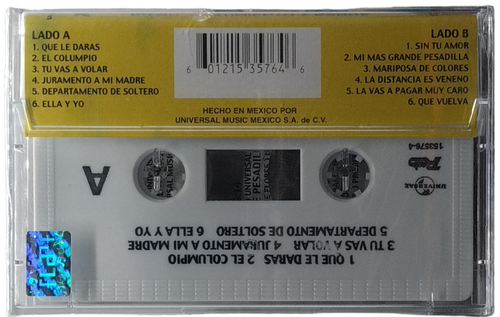 LADO A
1. QUE LE DARAS
2. EL COLUMPIO
3. TU VAS A VOLAR
4. JURAMENTO A MI MADRE
5. DEPARTAMENTO DE SOLTERO
6. ELLA Y YO
6 01215 35764 6
HECHO EN MEXICO POR
UNIVERSAL MUSIC MEXICO S.A. de C.V.
LADO B
1. SIN TU AMOR
2. MI MAS GRANDE PESADILLA
3. MARIPOSA DE COLORES
4. LA DISTANCIA ES VENENO
5. LA VAS A PAGAR MUY CARO
6. QUE VUELVA
A
UNIVERSAL
PESADIL
153576-4
UNIVERSAL
1 QUE LE DARAS 2 EL COLUMPIO
3 TU VAS A VOLAR 4 JURAMENTO A MI MADRE
5 DEPARTAMENTO DE SOLTERO 6 ELLA Y YO